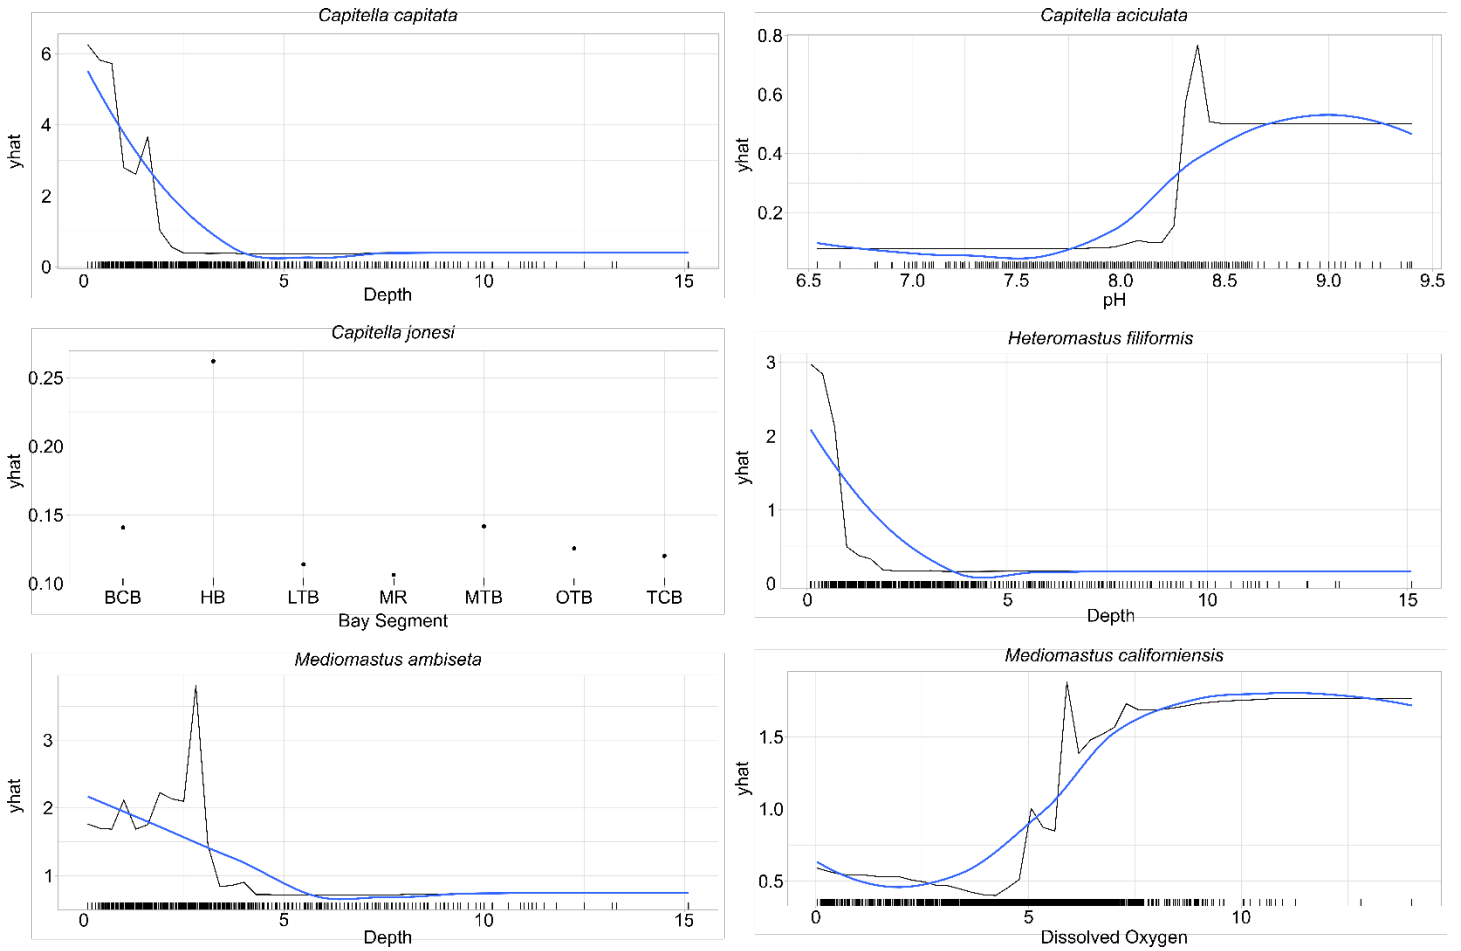 Capitella capitata
yhat
6
4
2
0
0 5 10 15
Depth
Capitella aciculata
yhat
0.8
0.6
0.4
0.2
6.5 7.0 7.5 8.0 8.5 9.0 9.5
pH
Capitella jonesi
yhat
0.25
0.20
0.15
0.10
BCB HB LTB MR MTB OTB TCB
Bay Segment
Heteromastus filiformis
yhat
3
2
1
0
0 5 10 15
Depth
Mediomastus ambiseta
yhat
3
2
1
0 5 10 15
Depth
Mediomastus californiensis
yhat
1.5
1.0
0.5
0 5 10
Dissolved Oxygen